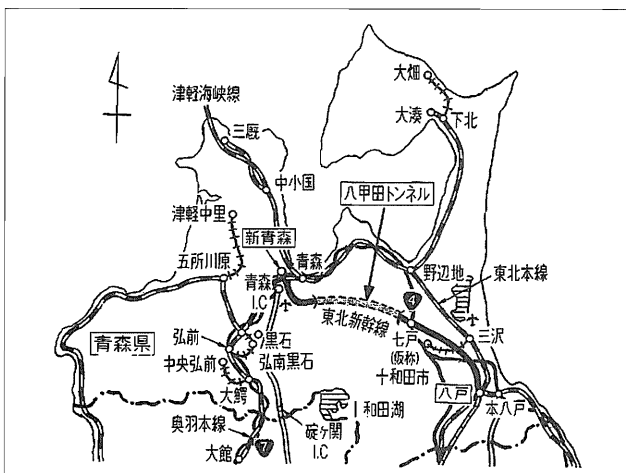 大畑
津軽海峡線
大湊
下北
三厩
中小国
八甲田トンネル
津軽中里
新青森
五所川原
青森
青森
I.C
野辺地
東北本線
4
東北新幹線
七戸
(仮称)
三沢
弘前
黒石
青森県
中央弘前
弘南黒石
十和田市
大鰐
八戸
本八戸
十和田湖
奥羽本線
碇ヶ関
I.C
大館
7